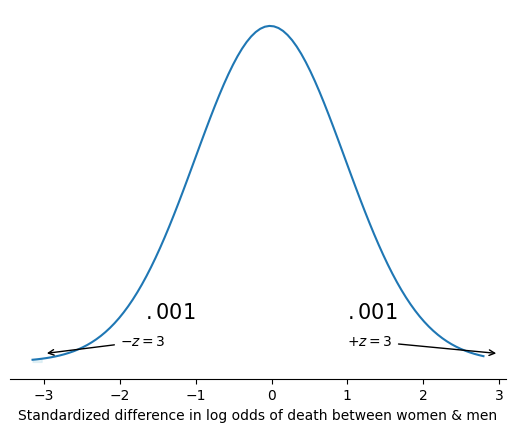 .001 .001
−z = 3 +z = 3
−3 −2 −1 0 1 2 3
Standardized difference in log odds of death between women & men